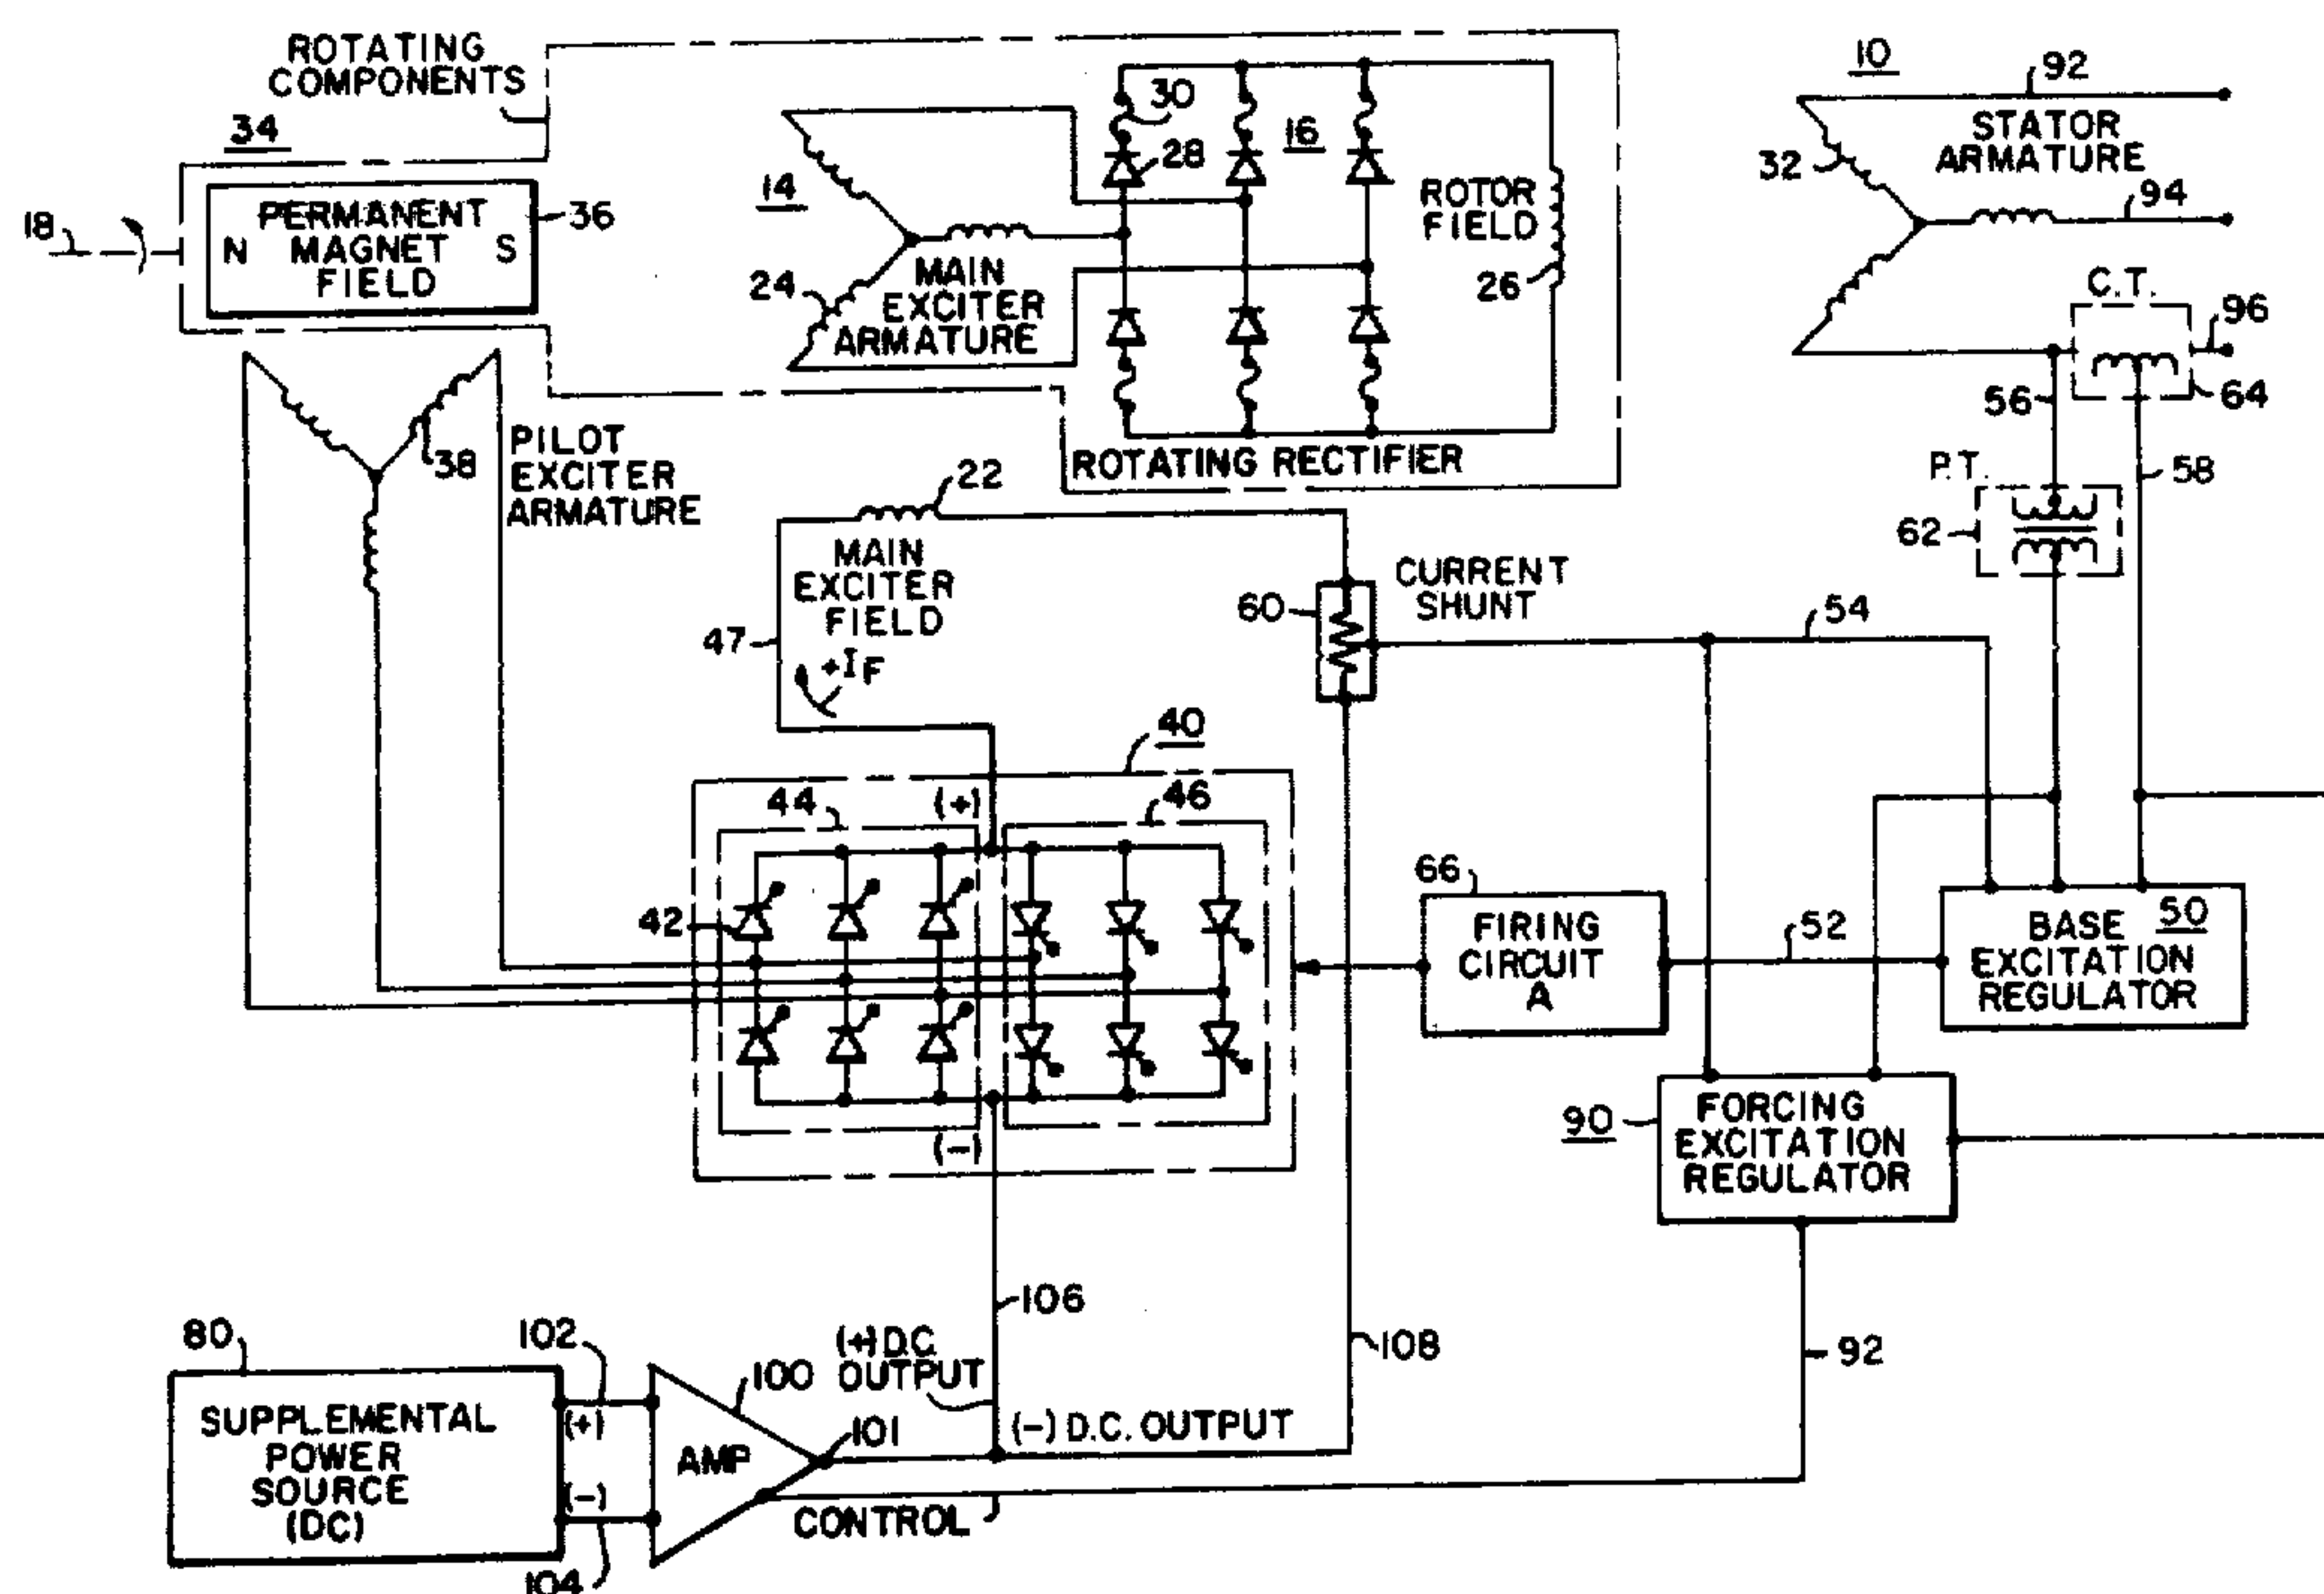 ROTATING
COMPONENTS
34
18
PERMANENT
MAGNET
FIELD
N
S
36
14
24
MAIN
EXCITER
ARMATURE
30
28
16
ROTOR
FIELD
26
ROTATING RECTIFIER
10
92
STATOR
ARMATURE
32
94
C.T.
96
64
56
58
P.T.
62
38
PILOT
EXCITER
ARMATURE
22
MAIN
EXCITER
FIELD
47
+IF
60
CURRENT
SHUNT
54
40
44
(+)
46
42
(-)
66
FIRING
CIRCUIT
A
52
BASE 50
EXCITATION
REGULATOR
90
FORCING
EXCITATION
REGULATOR
106
108
92
80
SUPPLEMENTAL
POWER
SOURCE
(DC)
102
(+)
(-)
104
AMP
100
101
(+) D.C.
OUTPUT
(-) D.C. OUTPUT
CONTROL